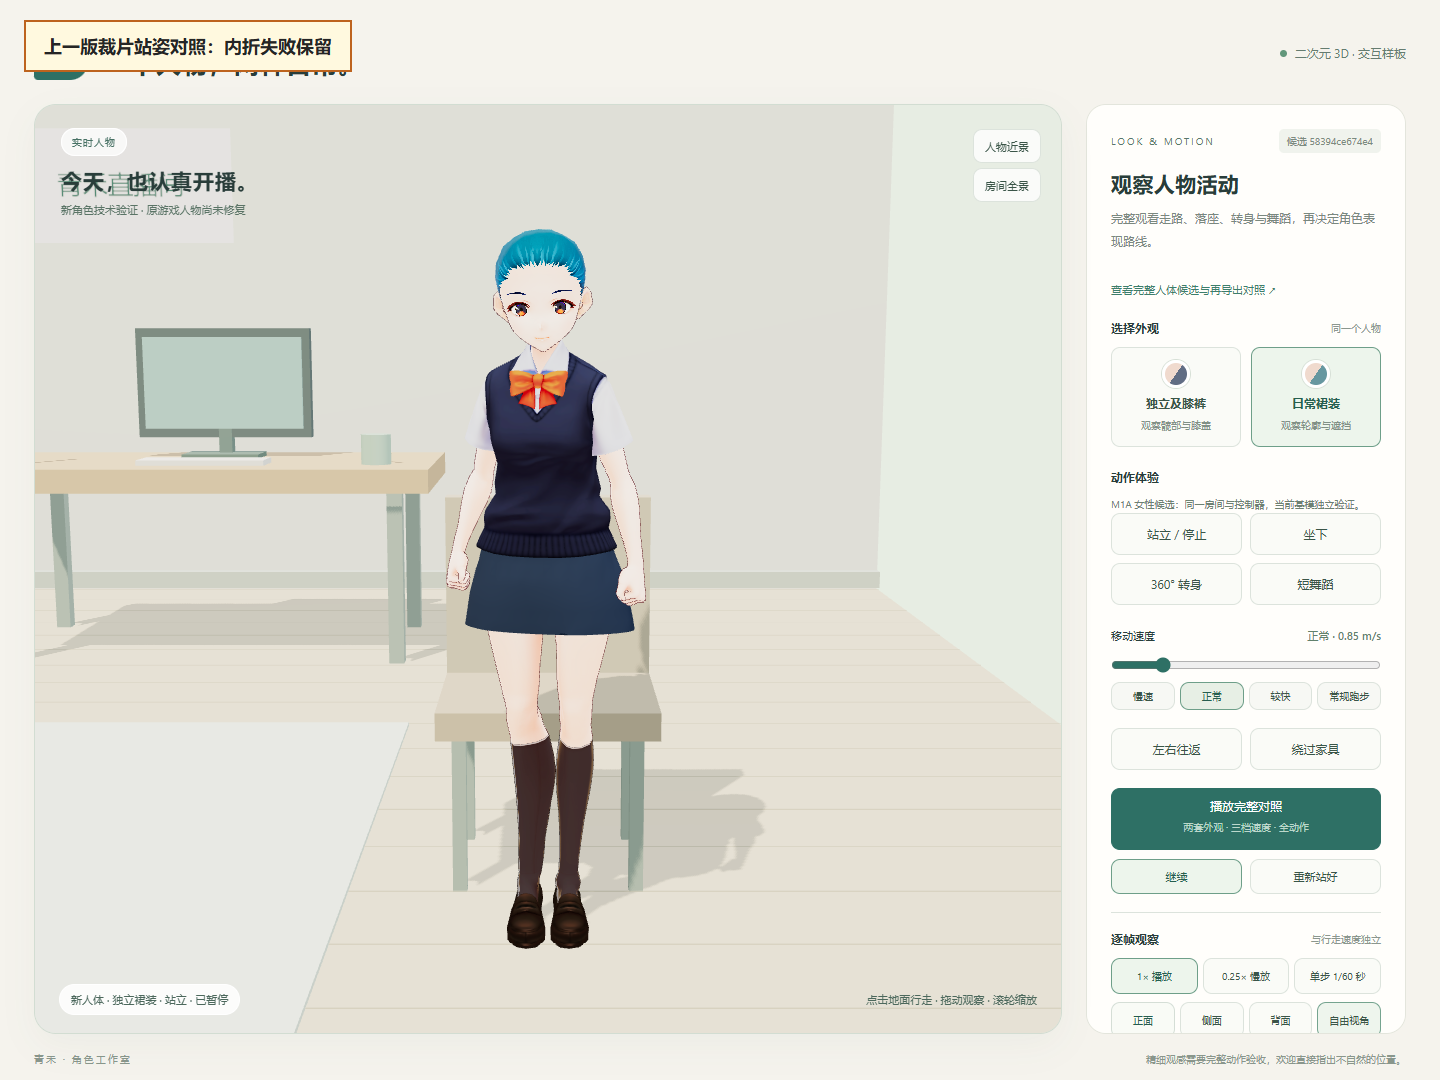 上一版裁片站姿对照：内折失败保留
二次元 3D · 交互样板
实时人物
今天，也认真开播。
新角色技术验证 · 原游戏人物尚未修复
人物近景
房间全景
LOOK & MOTION
候选 58394ce674e4
观察人物活动
完整观看走路、落座、转身与舞蹈，再决定角色表
现路线。
查看完整人体候选与再导出对照 ↗
选择外观
同一个人物
独立及膝裤
观察髋部与膝盖
日常裙装
观察轮廓与遮挡
动作体验
M1A 女性候选：同一房间与控制器，当前基模独立验证。
站立 / 停止
坐下
360° 转身
短舞蹈
移动速度
正常 · 0.85 m/s
慢速
正常
较快
常规跑步
左右往返
绕过家具
播放完整对照
两套外观 · 三档速度 · 全动作
继续
重新站好
逐帧观察
与行走速度独立
1× 播放
0.25× 慢放
单步 1/60 秒
正面
侧面
背面
自由视角
新人体 · 独立裙装 · 站立 · 已暂停
点击地面行走 · 拖动观察 · 滚轮缩放
青禾 · 角色工作室
精细观感需要完整动作验收，欢迎直接指出不自然的位置。